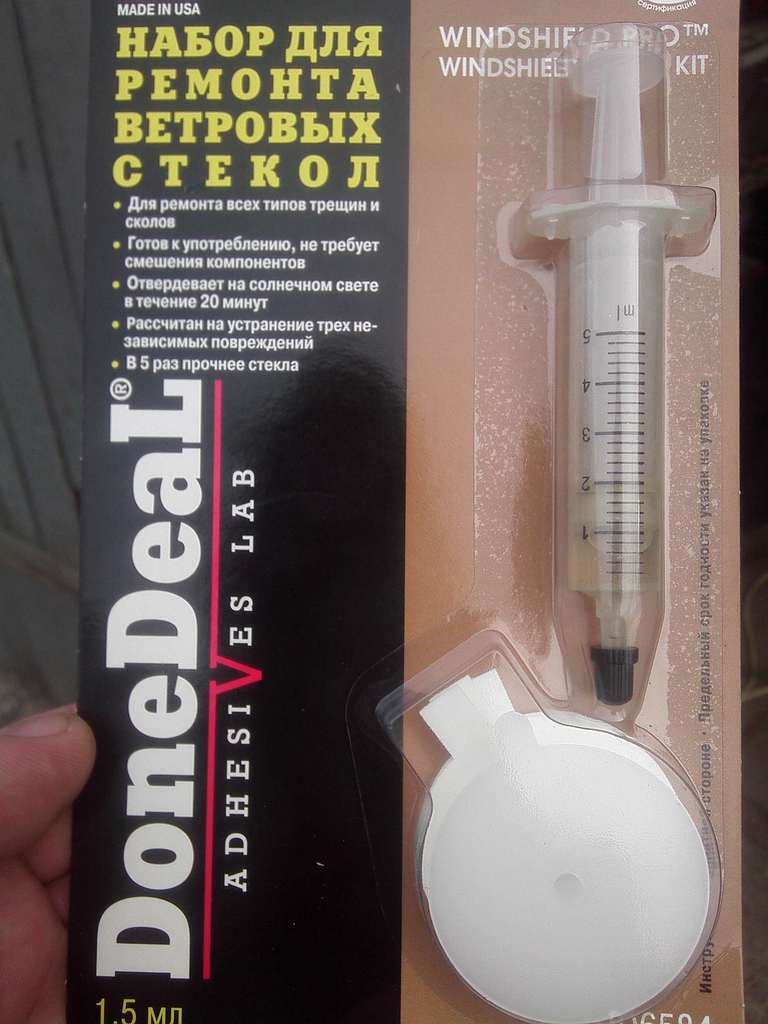 MADE IN USA
НАБОР ДЛЯ
РЕМОНТА
ВЕТРОВЫХ
СТЕКОЛ
• Для ремонта всех типов трещин и
сколов
• Готов к употреблению, не требует
смешения компонентов
• Отвердевает на солнечном свете
в течение 20 минут
• Рассчитан на устранение трех не-
зависимых повреждений
• В 5 раз прочнее стекла
DoneDeaL®
ADHESIVES LAB
1,5 мл
сертификация
WINDSHIELD PRO™
KIT
ml
5
4
3
2
1
стороне • Предельный срок годности указан на упаковке